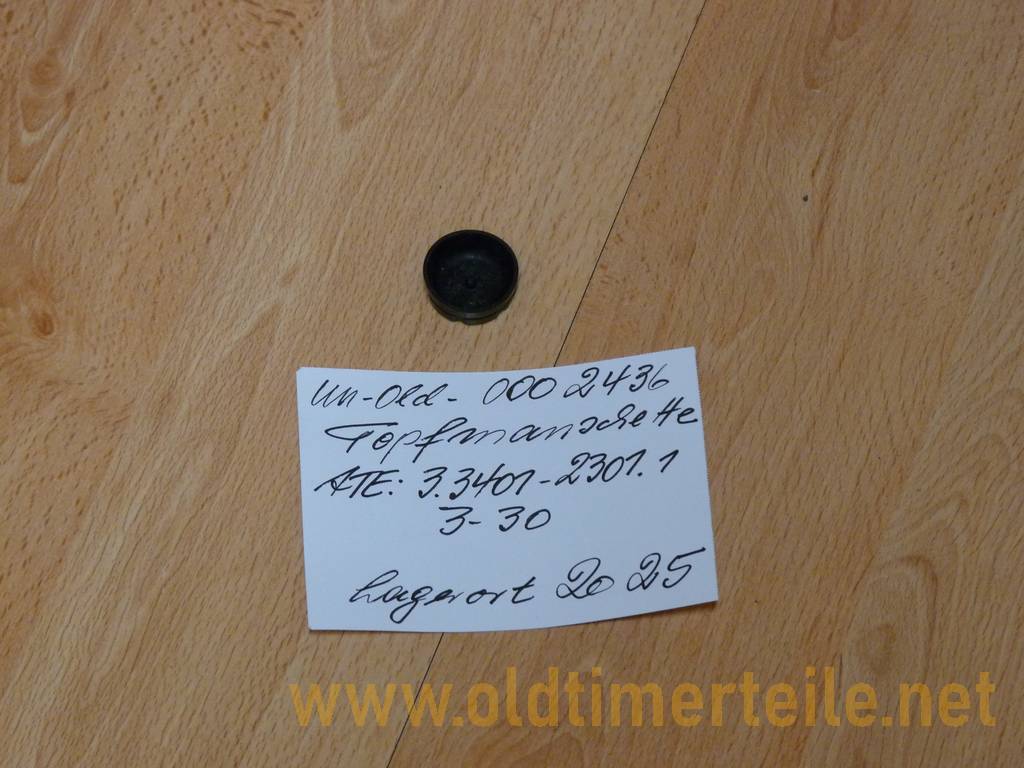 Un-Old-0002436
Topfmanschette
ATE: 3.3401-2301.1
3-30
Lagerort 2025
www.oldtimerteile.net